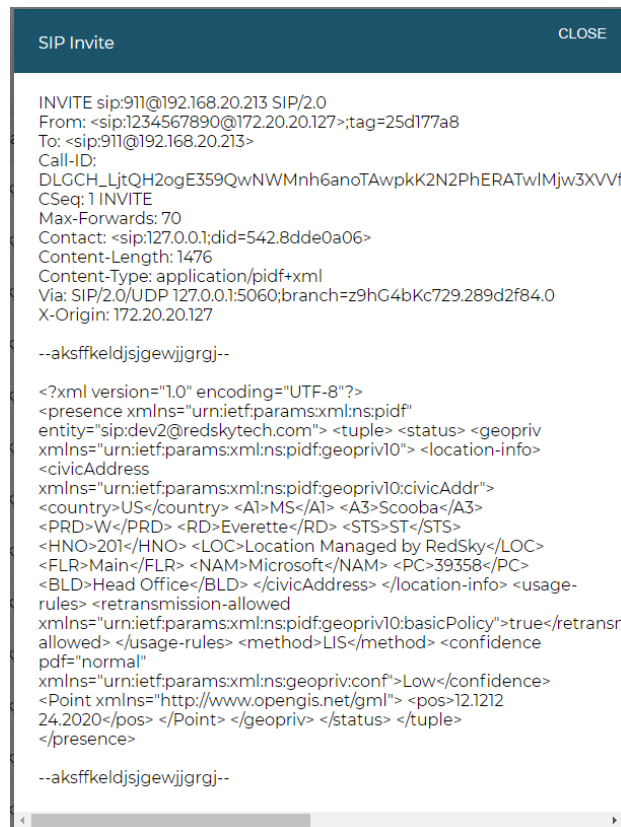 SIP Invite
CLOSE
INVITE sip:911@192.168.20.213 SIP/2.0
From: <sip:1234567890@172.20.20.127>;tag=25d177a8
To: <sip:911@192.168.20.213>
Call-ID:
DLGCH_LjtQH2ogE359QwNWMnh6anoTAwpkK2N2PhERATwlMjw3XVVf
CSeq: 1 INVITE
Max-Forwards: 70
Contact: <sip:127.0.0.1;did=542.8dde0a06>
Content-Length: 1476
Content-Type: application/pidf+xml
Via: SIP/2.0/UDP 127.0.0.1:5060;branch=z9hG4bKc729.289d2f84.0
X-Origin: 172.20.20.127
--aksffkeldjsjgewjjgrgj--
<?xml version="1.0" encoding="UTF-8"?>
<presence xmlns="urn:ietf:params:xml:ns:pidf"
entity="sip:dev2@redskytech.com"> <tuple> <status> <geopriv
xmlns="urn:ietf:params:xml:ns:pidf:geopriv10"> <location-info>
<civicAddress
xmlns="urn:ietf:params:xml:ns:pidf:geopriv10:civicAddr">
<country>US</country> <A1>MS</A1> <A3>Scooba</A3>
<PRD>W</PRD> <RD>Everette</RD> <STS>ST</STS>
<HNO>201</HNO> <LOC>Location Managed by RedSky</LOC>
<FLR>Main</FLR> <NAM>Microsoft</NAM> <PC>39358</PC>
<BLD>Head Office</BLD> </civicAddress> </location-info> <usage-
rules> <retransmission-allowed
xmlns="urn:ietf:params:xml:ns:pidf:geopriv10:basicPolicy">true</retransr
allowed> </usage-rules> <method>LIS</method> <confidence
pdf="normal"
xmlns="urn:ietf:params:xml:ns:geopriv:conf">Low</confidence>
<Point xmlns="http://www.opengis.net/gml"> <pos>12.1212
24.2020</pos> </Point> </geopriv> </status> </tuple>
</presence>
--aksffkeldjsjgewjjgrgj--